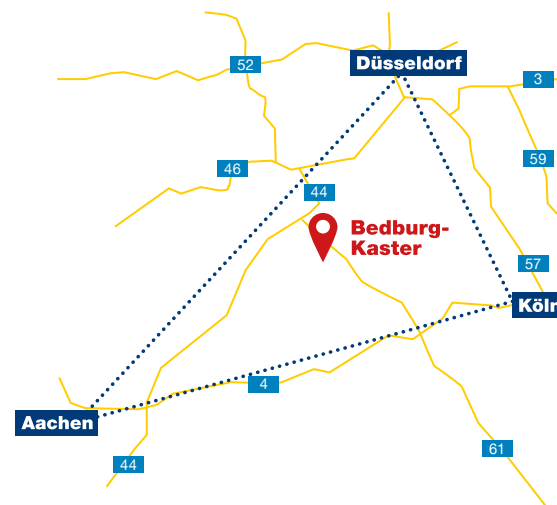 Düsseldorf
52
3
59
46
44
Bedburg-
Kaster
57
Köln
4
Aachen
44
61